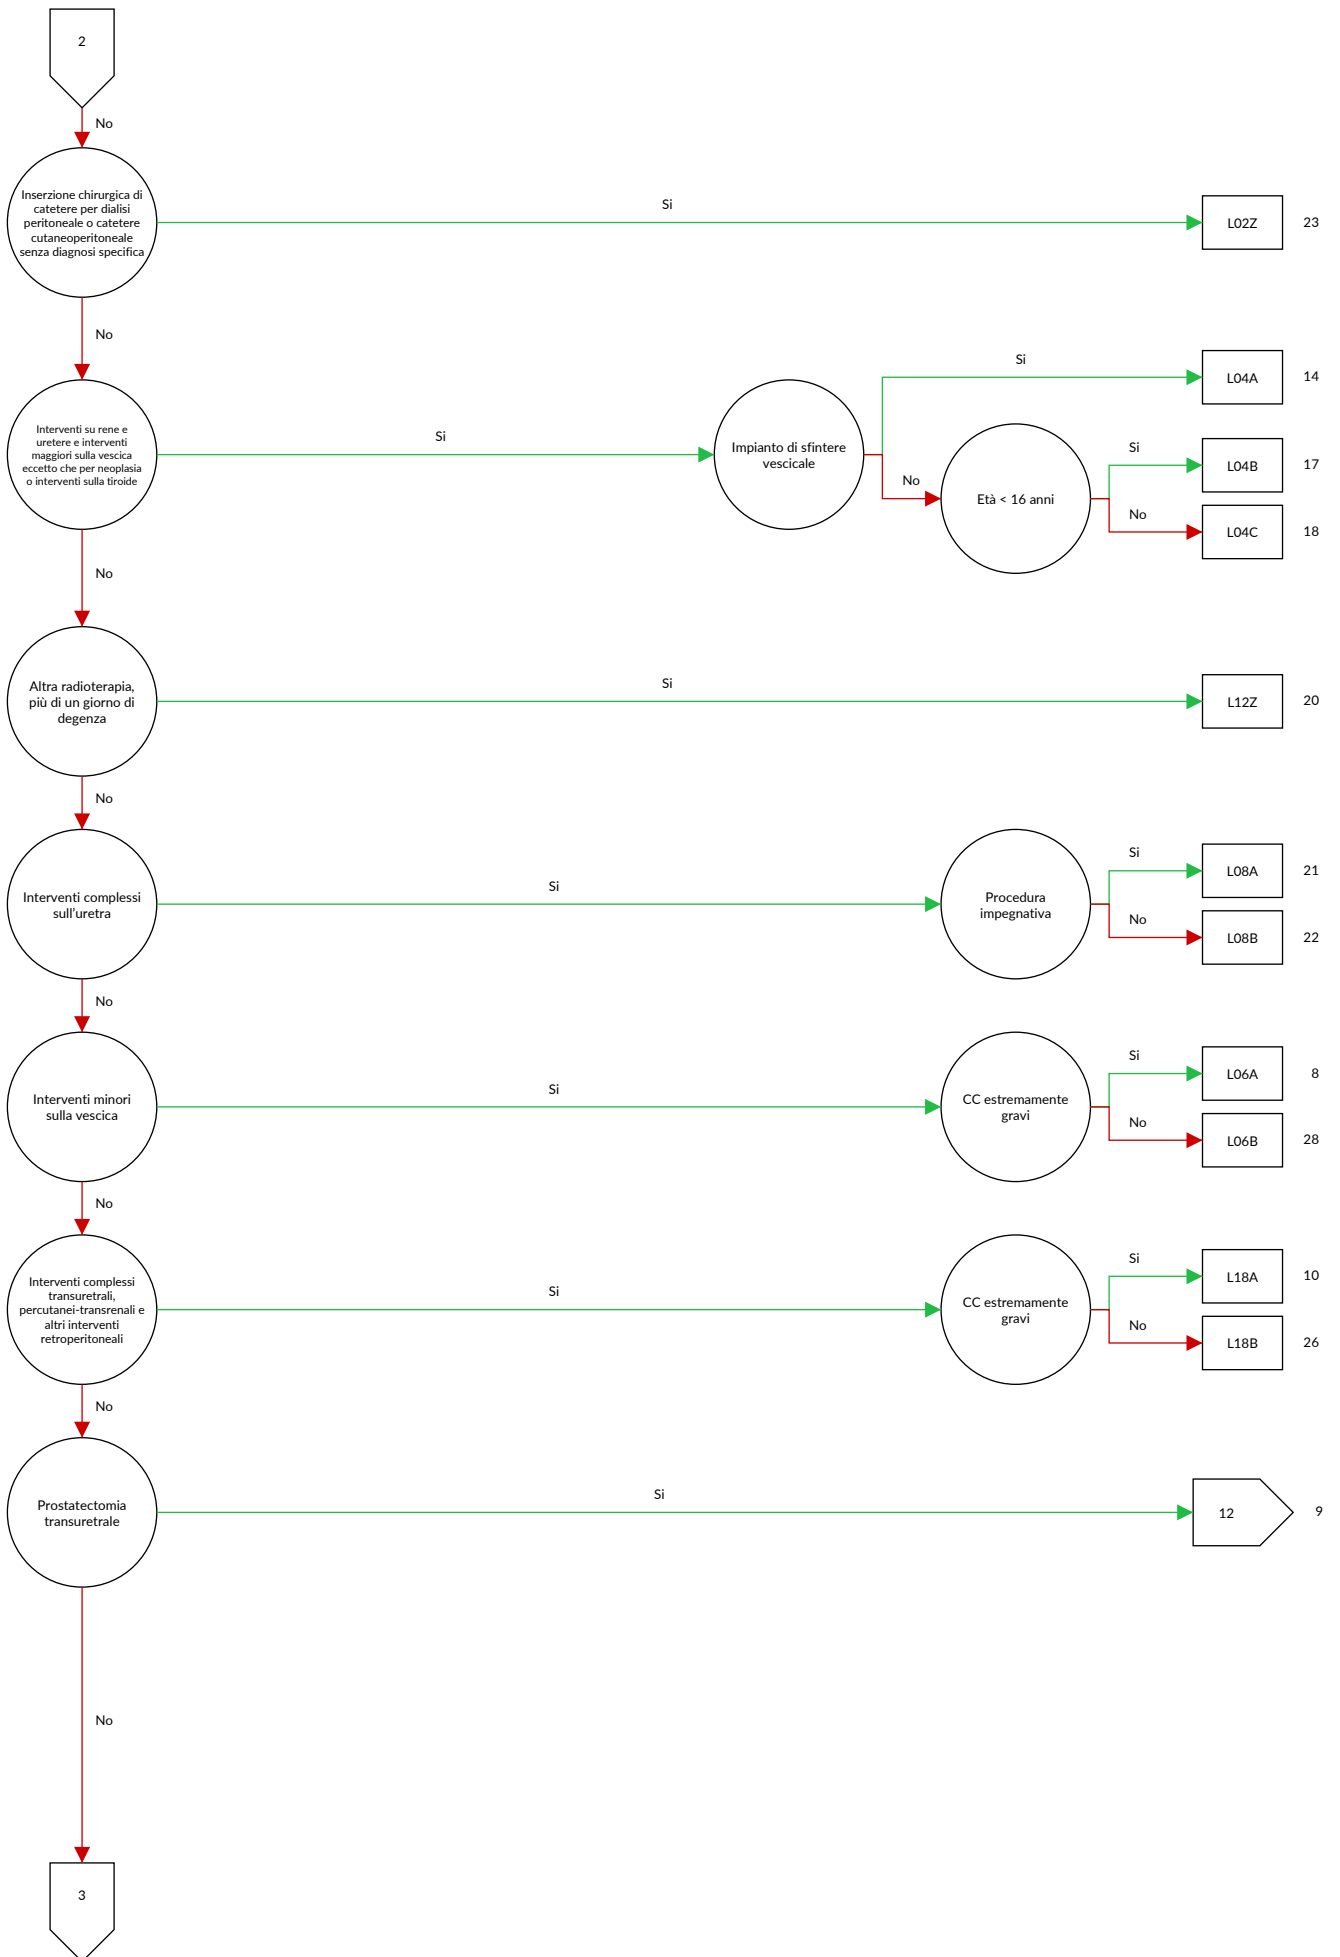 2
No
Inserzione chirurgica di
catetere per dialisi
peritoneale o catetere
cutaneoperitoneale
senza diagnosi specifica
Si
L02Z
23
No
Interventi su rene e
uretere e interventi
maggiori sulla vescica
eccetto che per neoplasia
o interventi sulla tiroide
Si
Impianto di sfintere
vescicale
Si
L04A
14
No
Età < 16 anni
Si
L04B
17
No
L04C
18
No
Altra radioterapia,
più di un giorno di
degenza
Si
L12Z
20
No
Interventi complessi
sull'uretra
Si
Procedura
impegnativa
Si
L08A
21
No
L08B
22
No
Interventi minori
sulla vescica
Si
CC estremamente
gravi
Si
L06A
8
No
L06B
28
No
Interventi complessi
transuretrali,
percutanei-transrenali e
altri interventi
retroperitoneali
Si
CC estremamente
gravi
Si
L18A
10
No
L18B
26
No
Prostatectomia
transuretrale
Si
12
9
No
3